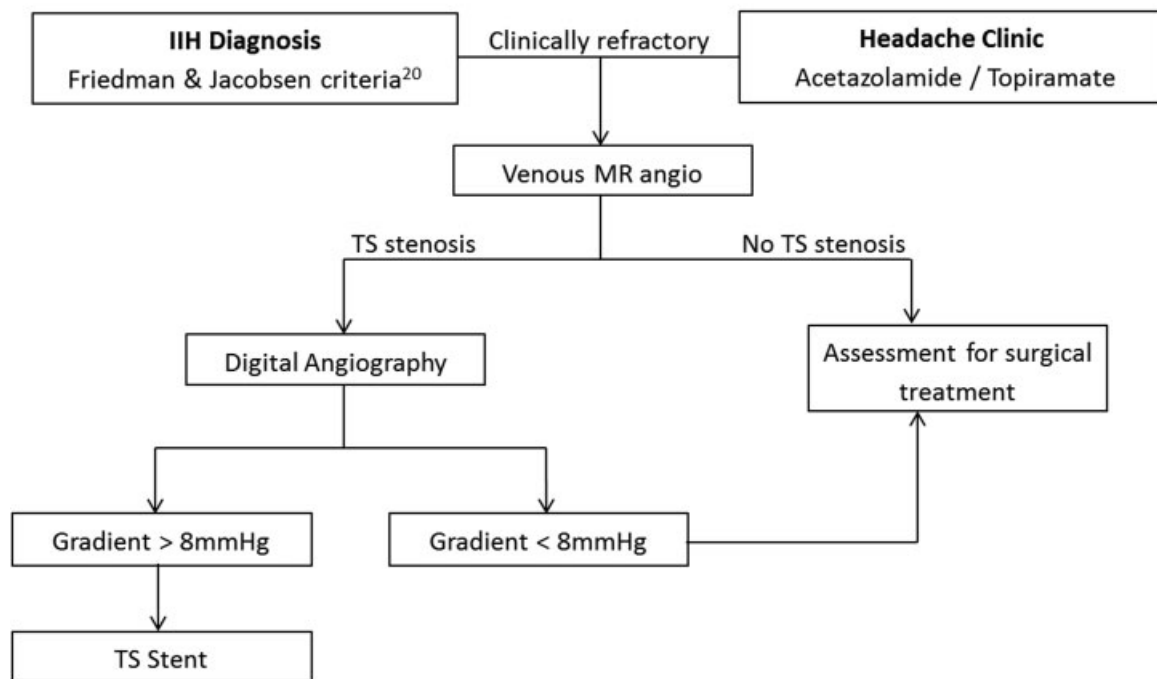 IIH Diagnosis
Friedman & Jacobsen criteria20
Clinically refractory
Headache Clinic
Acetazolamide / Topiramate
Venous MR angio
TS stenosis
No TS stenosis
Digital Angiography
Assessment for surgical
treatment
Gradient > 8mmHg
Gradient < 8mmHg
TS Stent